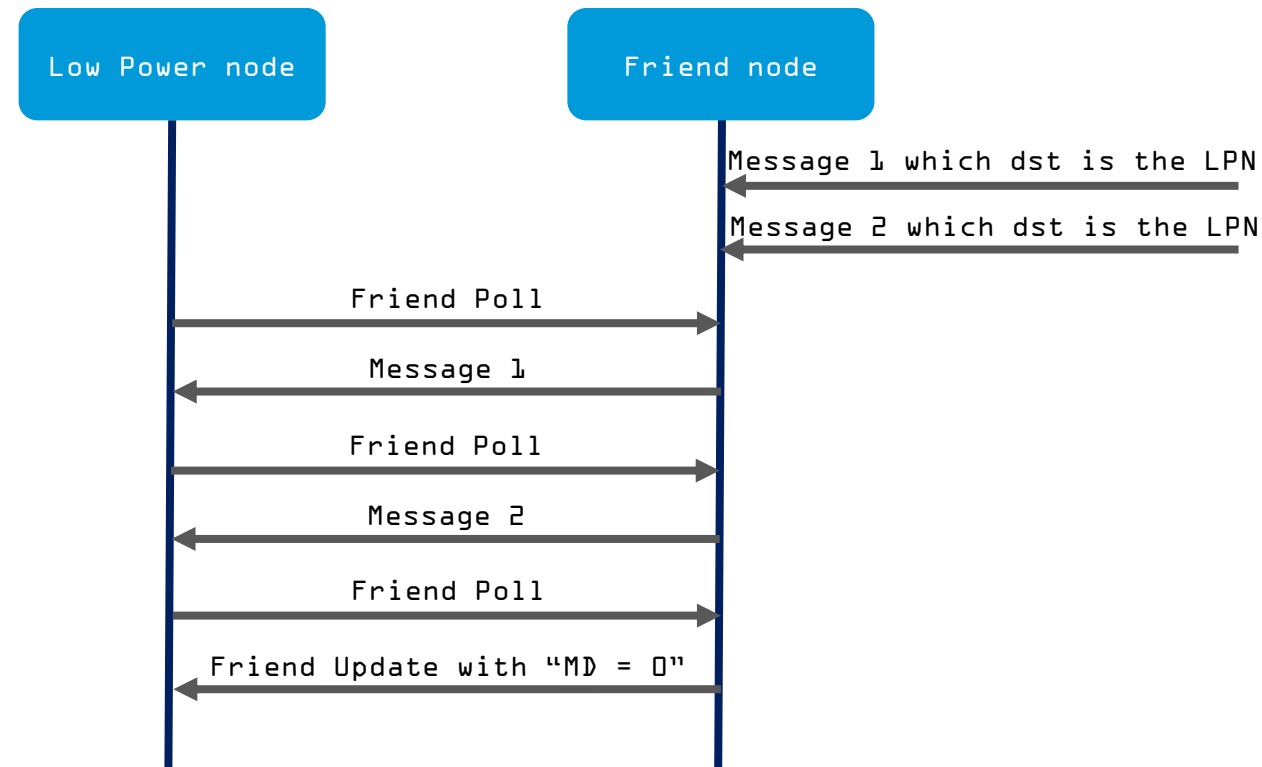 Low Power node
Friend node
Message 1 which dst is the LPN
Message 2 which dst is the LPN
Friend Poll
Message 1
Friend Poll
Message 2
Friend Poll
Friend Update with “MD = 0”